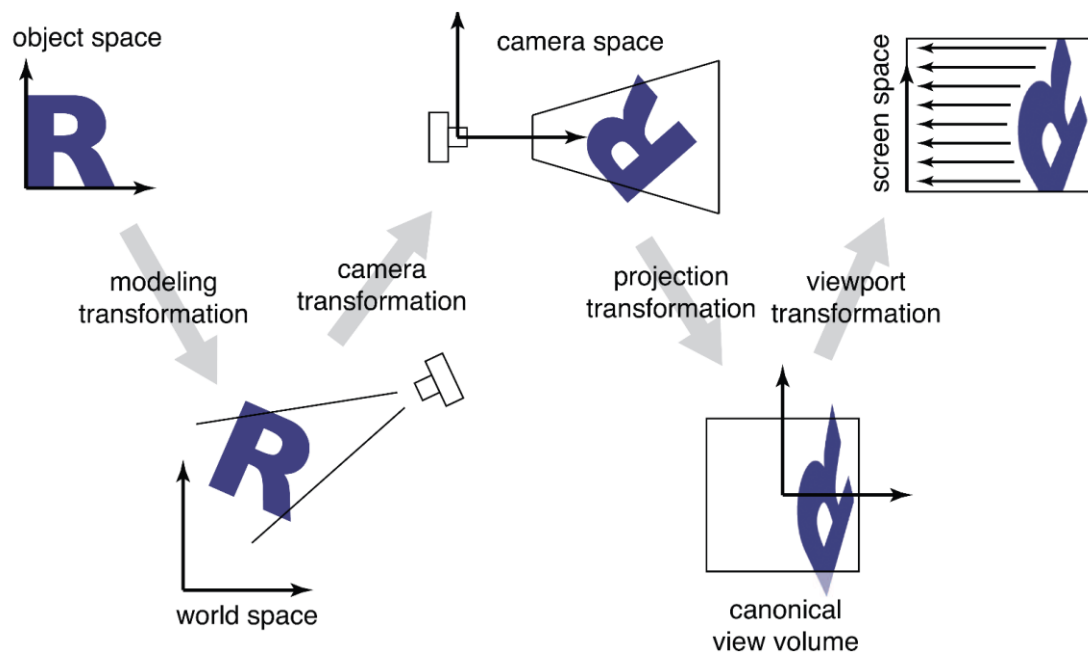 object space
R
modeling
transformation
R
world space
camera
transformation
camera space
R
projection
transformation
canonical
view volume
R
viewport
transformation
screen space
R